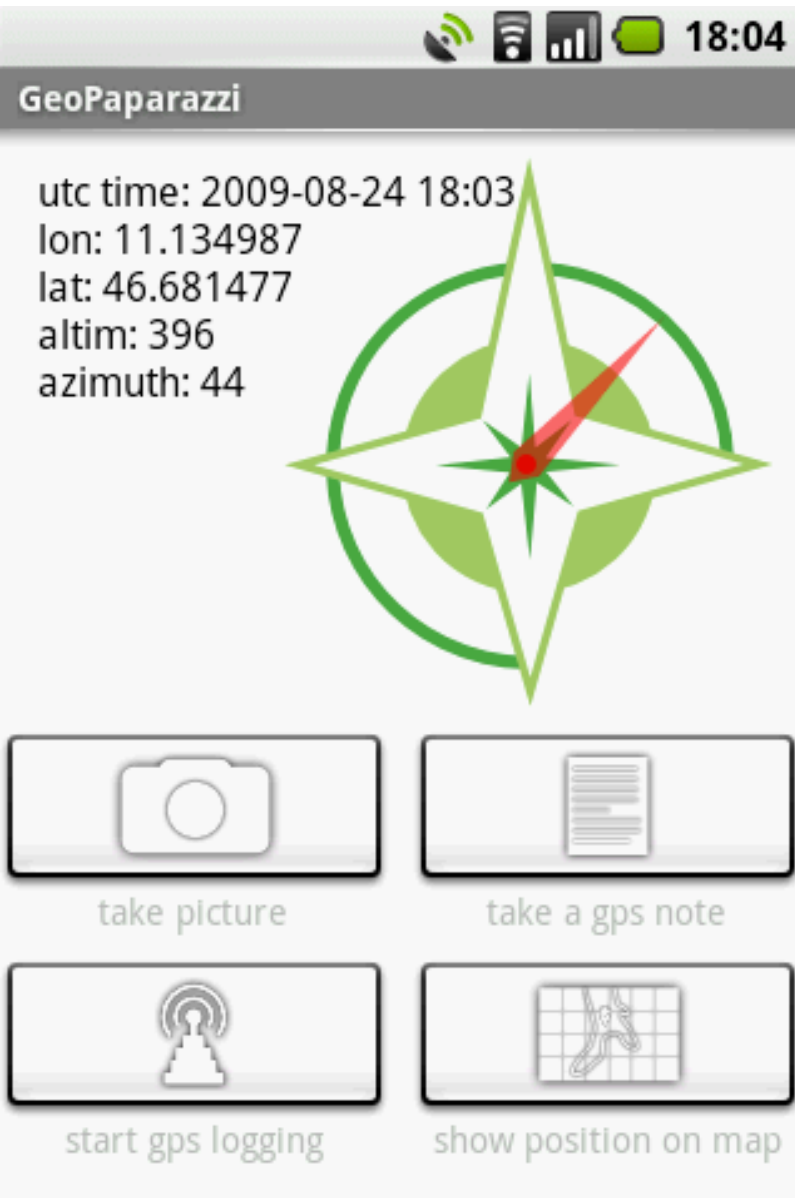 18:04
GeoPaparazzi
utc time: 2009-08-24 18:03
lon: 11.134987
lat: 46.681477
altim: 396
azimuth: 44
take picture
take a gps note
start gps logging
show position on map